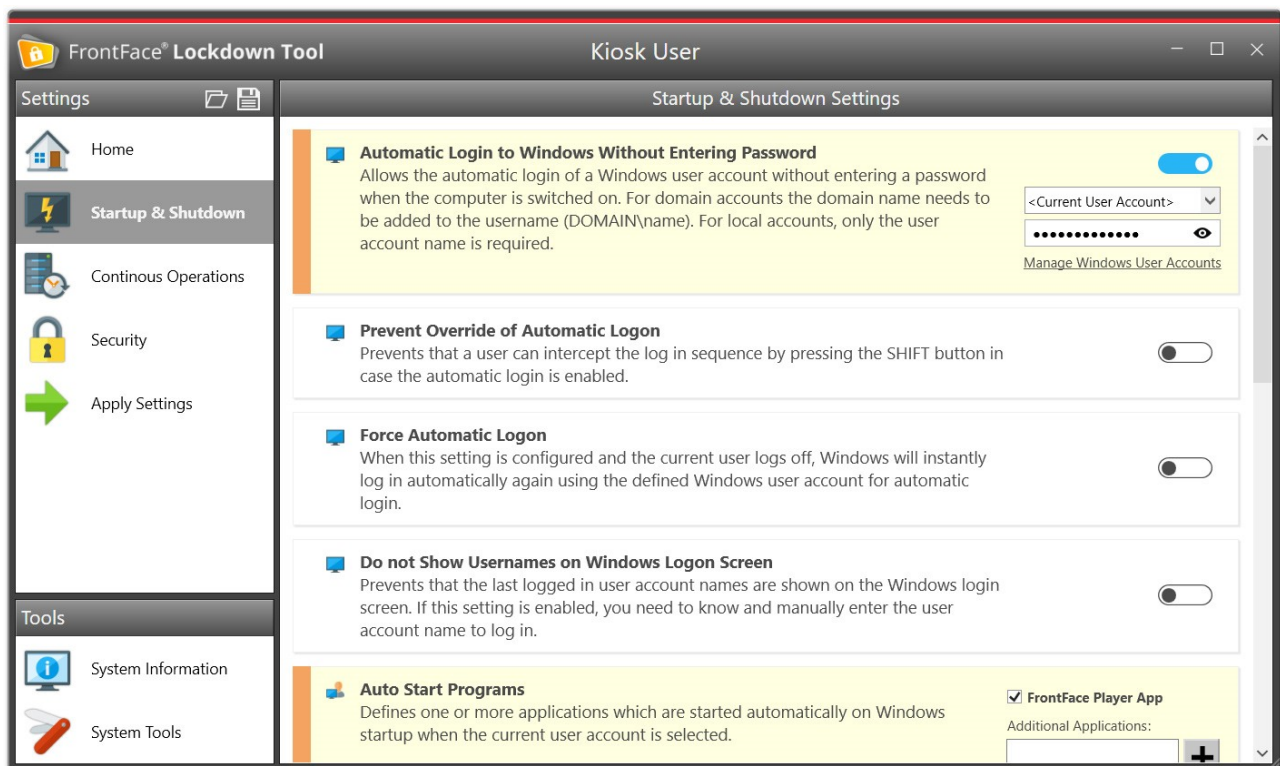 FrontFace® Lockdown Tool
Kiosk User
Settings
Startup & Shutdown Settings
Home
Startup & Shutdown
Continous Operations
Security
Apply Settings
Tools
System Information
System Tools
Automatic Login to Windows Without Entering Password
Allows the automatic login of a Windows user account without entering a password
when the computer is switched on. For domain accounts the domain name needs to
be added to the username (DOMAIN\name). For local accounts, only the user
account name is required.
<Current User Account>
•••••••••••••
Manage Windows User Accounts
Prevent Override of Automatic Logon
Prevents that a user can intercept the log in sequence by pressing the SHIFT button in
case the automatic login is enabled.
Force Automatic Logon
When this setting is configured and the current user logs off, Windows will instantly
log in automatically again using the defined Windows user account for automatic
login.
Do not Show Usernames on Windows Logon Screen
Prevents that the last logged in user account names are shown on the Windows login
screen. If this setting is enabled, you need to know and manually enter the user
account name to log in.
Auto Start Programs
Defines one or more applications which are started automatically on Windows
startup when the current user account is selected.
FrontFace Player App
Additional Applications: